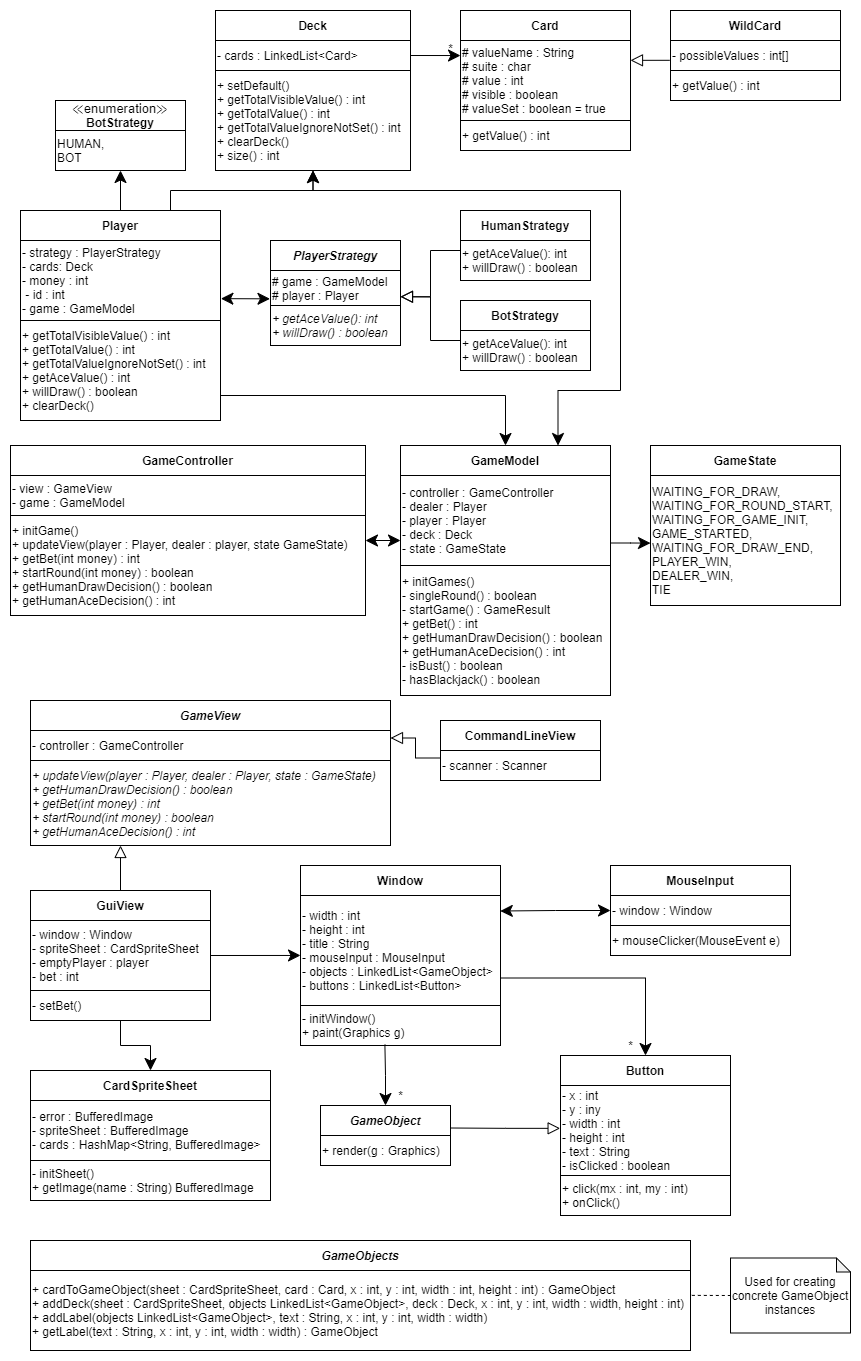 Deck
- cards : LinkedList<Card>
+ setDefault()
+ getTotalVisibleValue() : int
+ getTotalValue() : int
+ getTotalValueIgnoreNotSet() : int
+ clearDeck()
+ size() : int
*
Card
# valueName : String
# suite : char
# value : int
# visible : boolean
# valueSet : boolean = true
+ getValue() : int
WildCard
- possibleValues : int[]
+ getValue() : int
≪enumeration≫
BotStrategy
HUMAN,
BOT
Player
- strategy : PlayerStrategy
- cards: Deck
- money : int
- id : int
- game : GameModel
+ getTotalVisibleValue() : int
+ getTotalValue() : int
+ getTotalValueIgnoreNotSet() : int
+ getAceValue() : int
+ willDraw() : boolean
+ clearDeck()
PlayerStrategy
# game : GameModel
# player : Player
+ getAceValue(): int
+ willDraw() : boolean
HumanStrategy
+ getAceValue(): int
+ willDraw() : boolean
BotStrategy
+ getAceValue(): int
+ willDraw() : boolean
GameController
- view : GameView
- game : GameModel
+ initGame()
+ updateView(player : Player, dealer : player, state GameState)
+ getBet(int money) : int
+ startRound(int money) : boolean
+ getHumanDrawDecision() : boolean
+ getHumanAceDecision() : int
GameModel
- controller : GameController
- dealer : Player
- player : Player
- deck : Deck
- state : GameState
+ initGames()
- singleRound() : boolean
- startGame() : GameResult
+ getBet() : int
+ getHumanDrawDecision() : boolean
+ getHumanAceDecision() : int
- isBust() : boolean
- hasBlackjack() : boolean
GameState
WAITING_FOR_DRAW,
WAITING_FOR_ROUND_START,
WAITING_FOR_GAME_INIT,
GAME_STARTED,
WAITING_FOR_DRAW_END,
PLAYER_WIN,
DEALER_WIN,
TIE
GameView
- controller : GameController
+ updateView(player : Player, dealer : Player, state : GameState)
+ getHumanDrawDecision() : boolean
+ getBet(int money) : int
+ startRound(int money) : boolean
+ getHumanAceDecision() : int
CommandLineView
- scanner : Scanner
GuiView
- window : Window
- spriteSheet : CardSpriteSheet
- emptyPlayer : player
- bet : int
- setBet()
Window
- width : int
- height : int
- title : String
- mouseInput : MouseInput
- objects : LinkedList<GameObject>
- buttons : LinkedList<Button>
- initWindow()
+ paint(Graphics g)
MouseInput
- window : Window
+ mouseClicker(MouseEvent e)
*
Button
- x : int
- y : iny
- width : int
- height : int
- text : String
- isClicked : boolean
+ click(mx : int, my : int)
+ onClick()
CardSpriteSheet
- error : BufferedImage
- spriteSheet : BufferedImage
- cards : HashMap<String, BufferedImage>
- initSheet()
+ getImage(name : String) BufferedImage
*
GameObject
+ render(g : Graphics)
GameObjects
+ cardToGameObject(sheet : CardSpriteSheet, card : Card, x : int, y : int, width : int, height : int) : GameObject
+ addDeck(sheet : CardSpriteSheet, objects LinkedList<GameObject>, deck : Deck, x : int, y : int, width : width, height : int)
+ addLabel(objects LinkedList<GameObject>, text : String, x : int, y : int, width : width)
+ getLabel(text : String, x : int, y : int, width : width) : GameObject
Used for creating
concrete GameObject
instances